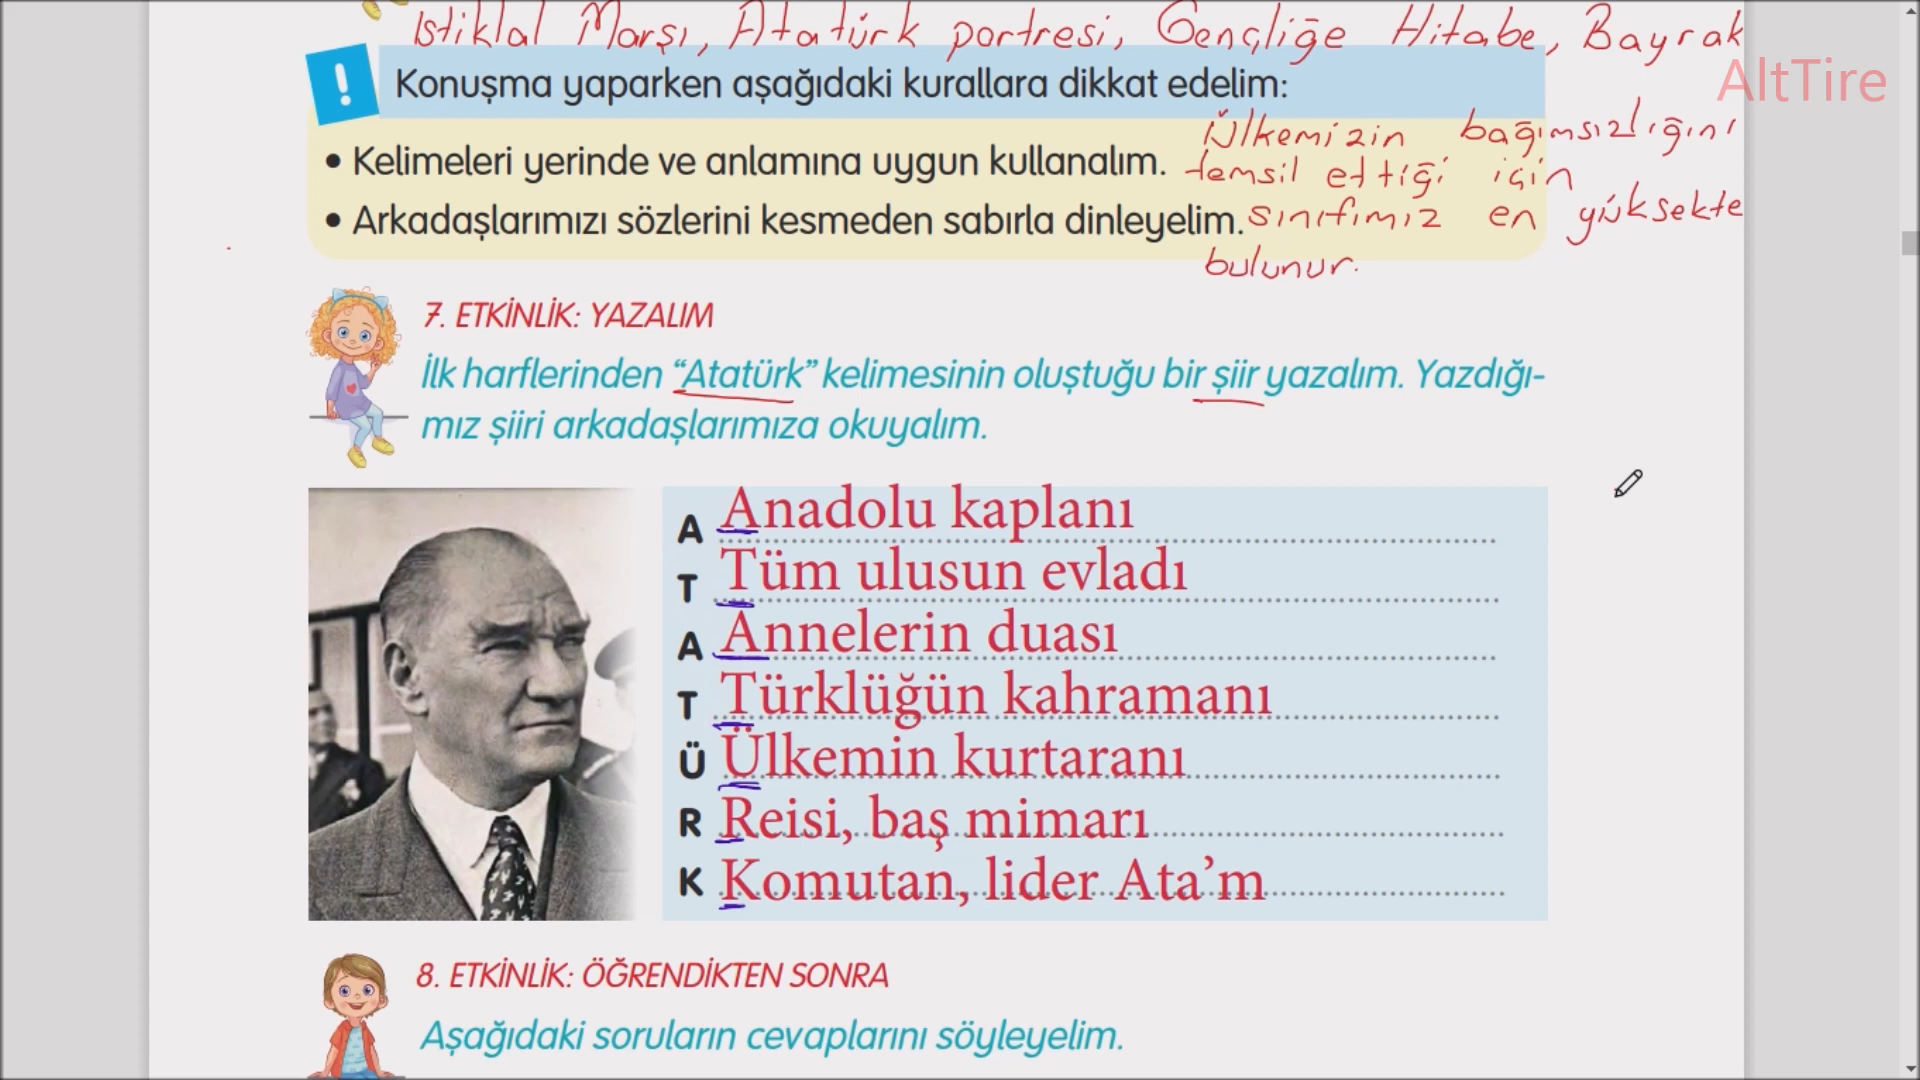 İstiklal Marşı, Atatürk portresi, Gençliğe Hitabe, Bayrak
AltTire
! Konuşma yaparken aşağıdaki kurallara dikkat edelim:
• Kelimeleri yerinde ve anlamına uygun kullanalım.
• Arkadaşlarımızı sözlerini kesmeden sabırla dinleyelim.
Ülkemizin bağımsızlığını
temsil ettiği için
sınıfımız en yüksekte
bulunur.
7. ETKİNLİK: YAZALIM
İlk harflerinden “Atatürk” kelimesinin oluştuğu bir şiir yazalım. Yazdığı-
mız şiiri arkadaşlarımıza okuyalım.
A Anadolu kaplanı
T Tüm ulusun evladı
A Annelerin duası
T Türklüğün kahramanı
Ü Ülkemin kurtaranı
R Reisi, baş mimarı
K Komutan, lider Ata’m
8. ETKİNLİK: ÖĞRENDİKTEN SONRA
Aşağıdaki soruların cevaplarını söyleyelim.